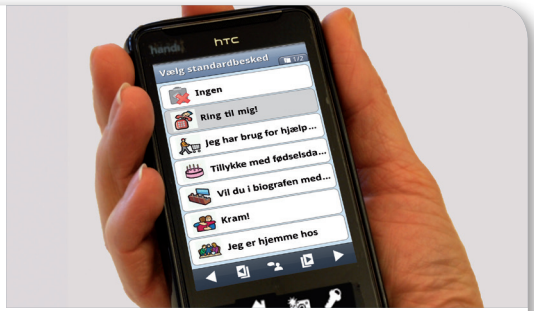 handi
hTC
Vælg standardbesked
1/2
Ingen
Ring til mig!
Jeg har brug for hjælp...
Tillykke med fødselsda...
Vil du i biografen med...
Kram!
Jeg er hjemme hos